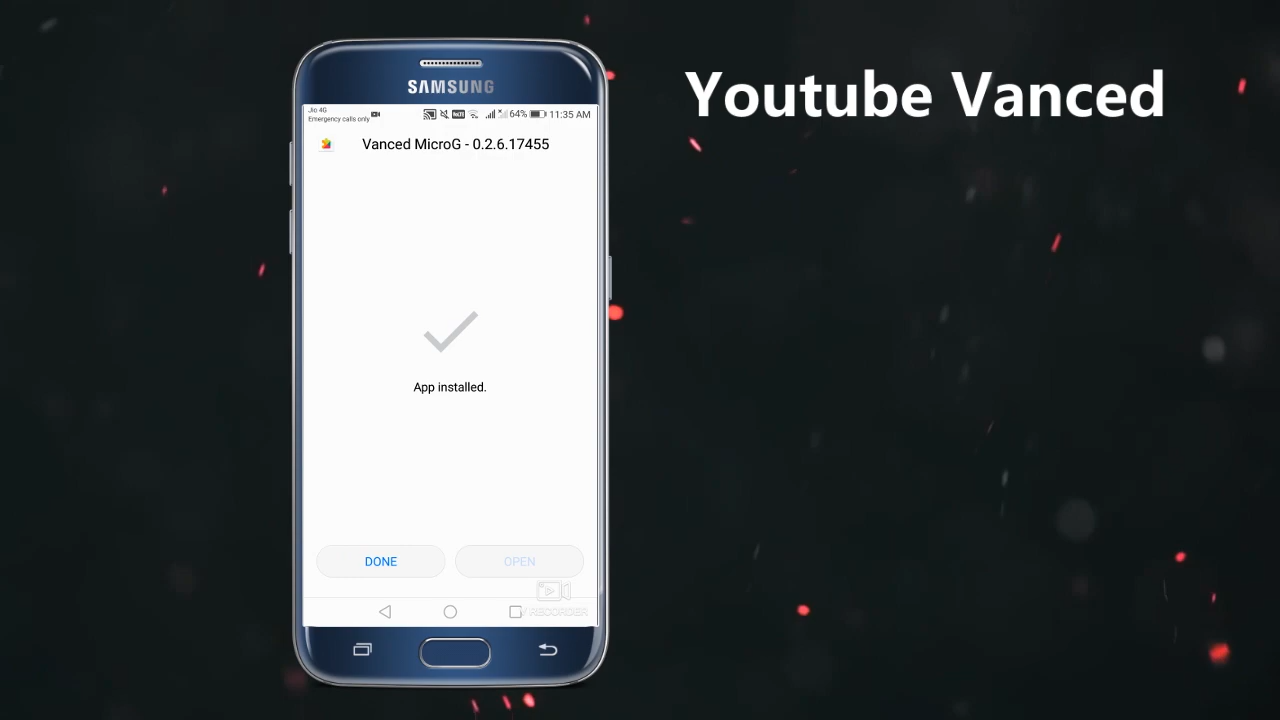 Youtube Vanced
SAMSUNG
Jio 4G
Emergency calls only
64% 11:35 AM
Vanced MicroG - 0.2.6.17455
App installed.
DONE
OPEN
RECORDER